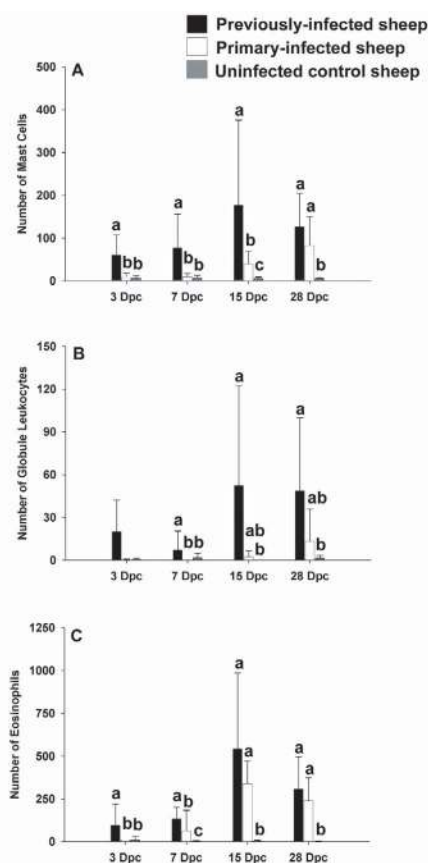 Previously-infected sheep
Primary-infected sheep
Uninfected control sheep
A
Number of Mast Cells
500
400
300
200
100
0
a
b b
a
b b
a
b
c
a
a
b
3 Dpc 7 Dpc 15 Dpc 28 Dpc
B
Number of Globule Leukocytes
150
120
90
60
30
0
a
bb
a
ab
b
a
ab
b
3 Dpc 7 Dpc 15 Dpc 28 Dpc
C
Number of Eosinophils
1250
1000
750
500
250
0
a
b b
a
b
c
a
a
b
a
a
b
3 Dpc 7 Dpc 15 Dpc 28 Dpc